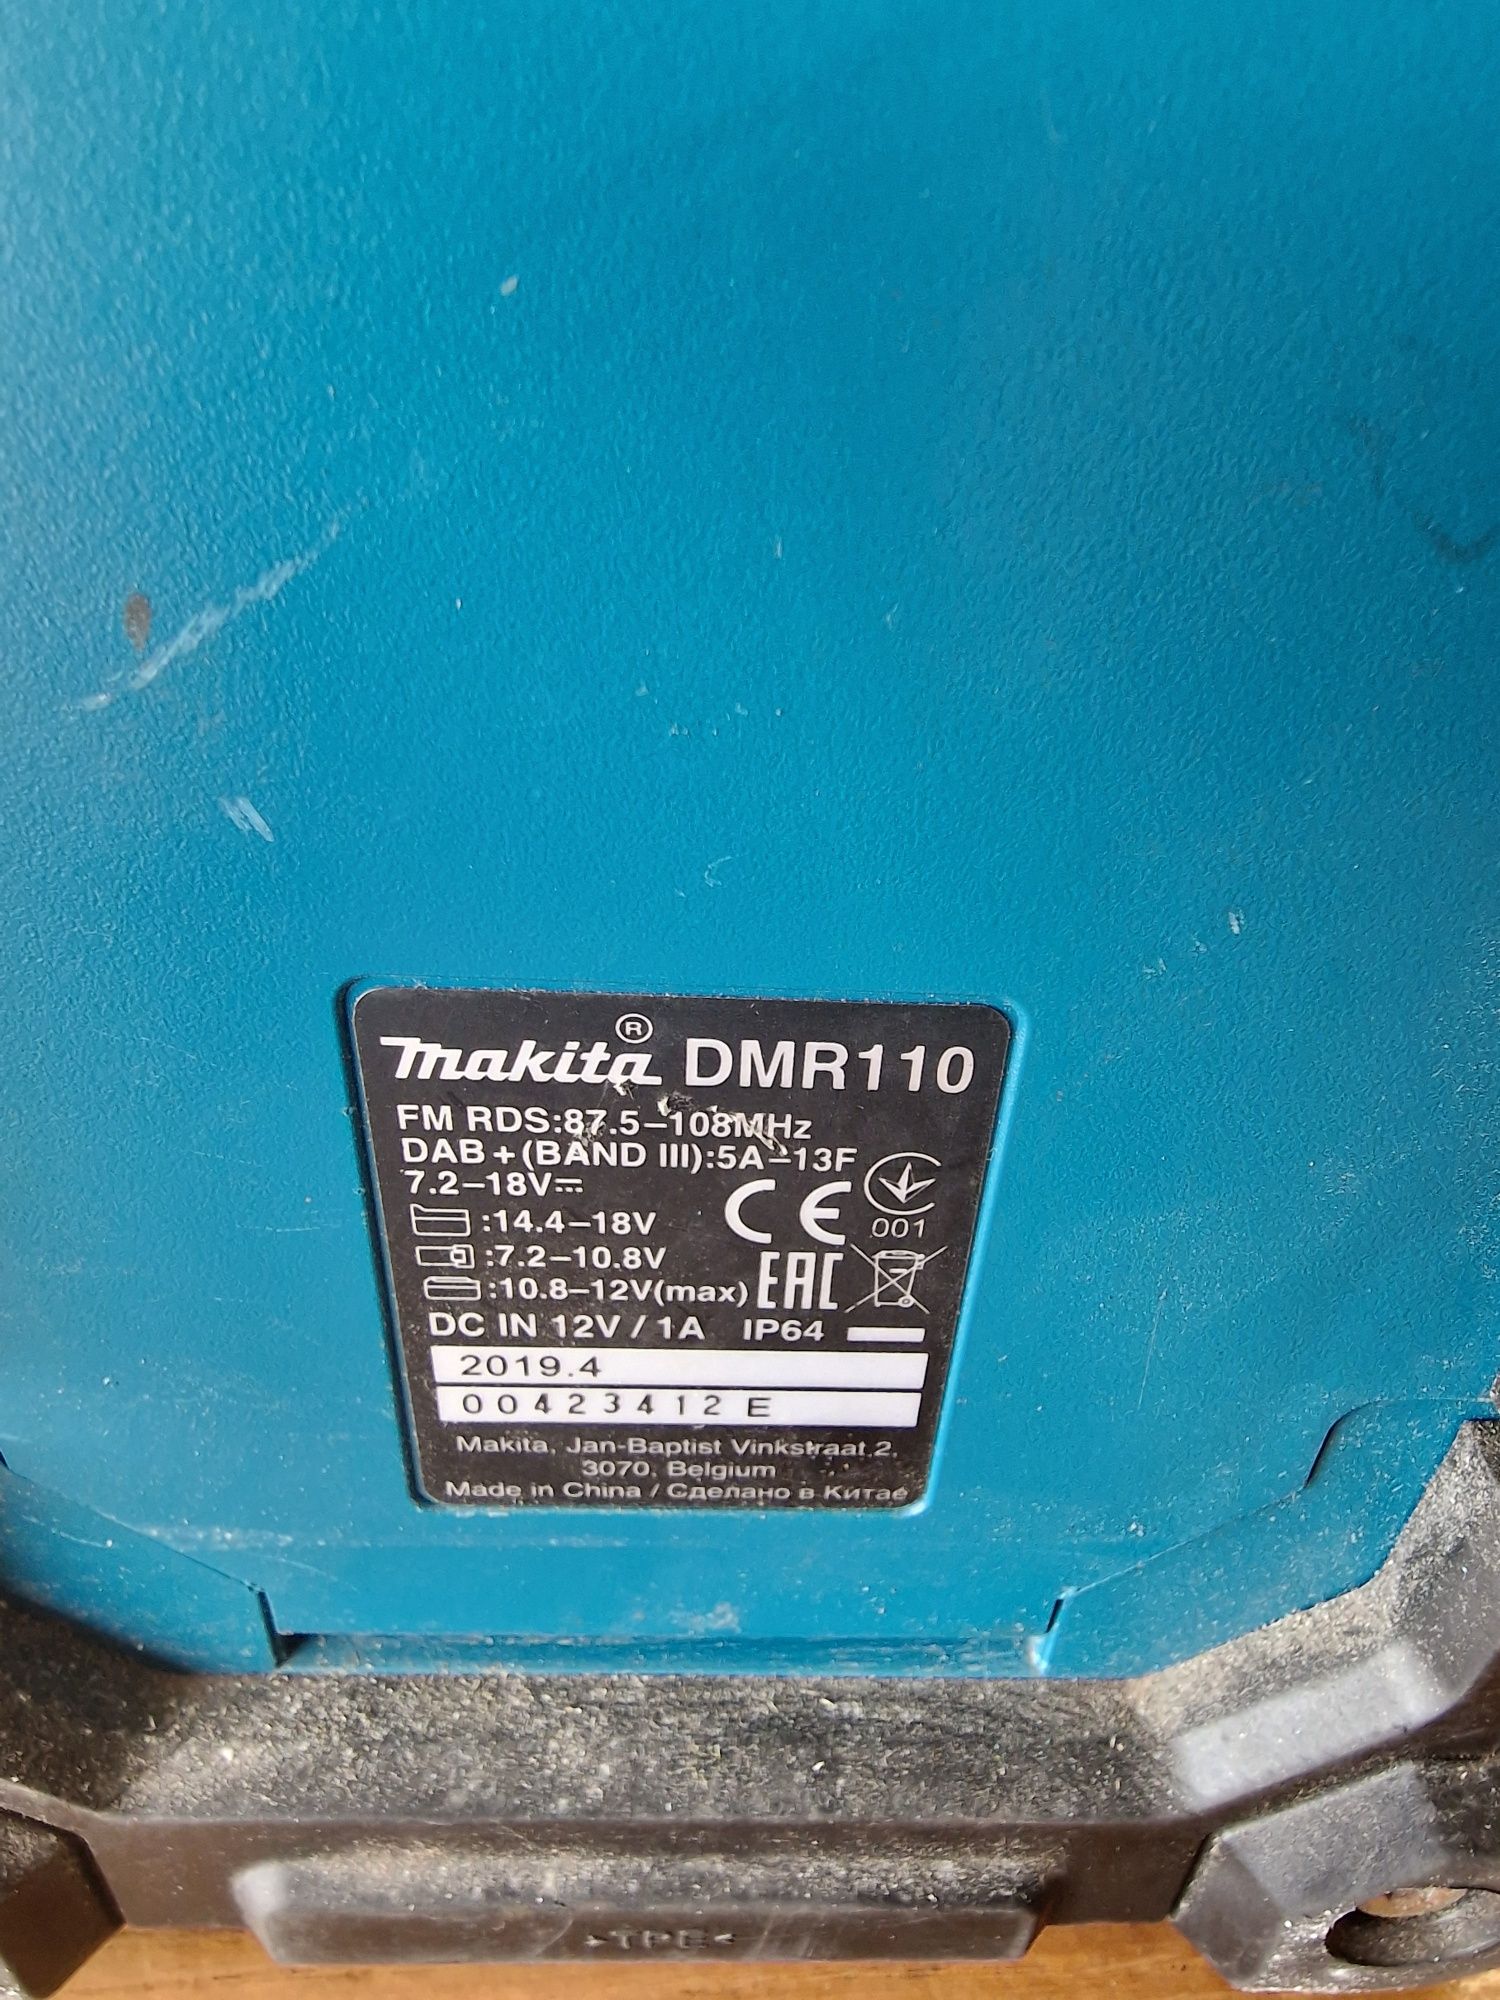 makita® DMR110
FM RDS:87.5–108MHz
DAB+(BAND III):5A–13F
7.2–18V
:14.4–18V
:7.2–10.8V
:10.8–12V(max)
CE
001
EAC
DC IN 12V / 1A IP64
2019.4
00423412 E
Makita, Jan-Baptist Vinkstraat 2,
3070, Belgium
Made in China / Сделано в Китае
>TPE<